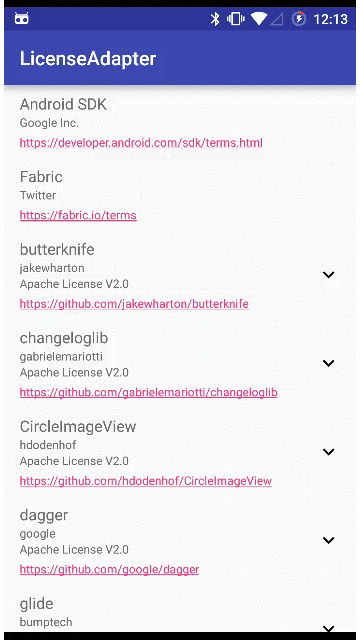 12:13
LicenseAdapter
Android SDK
Google Inc.
https://developer.android.com/sdk/terms.html
Fabric
Twitter
https://fabric.io/terms
butterknife
jakewharton
Apache License V2.0
https://github.com/jakewharton/butterknife
changeloglib
gabrielemariotti
Apache License V2.0
https://github.com/gabrielemariotti/changeloglib
CircleImageView
hdodenhof
Apache License V2.0
https://github.com/hdodenhof/CircleImageView
dagger
google
Apache License V2.0
https://github.com/google/dagger
glide
bumptech